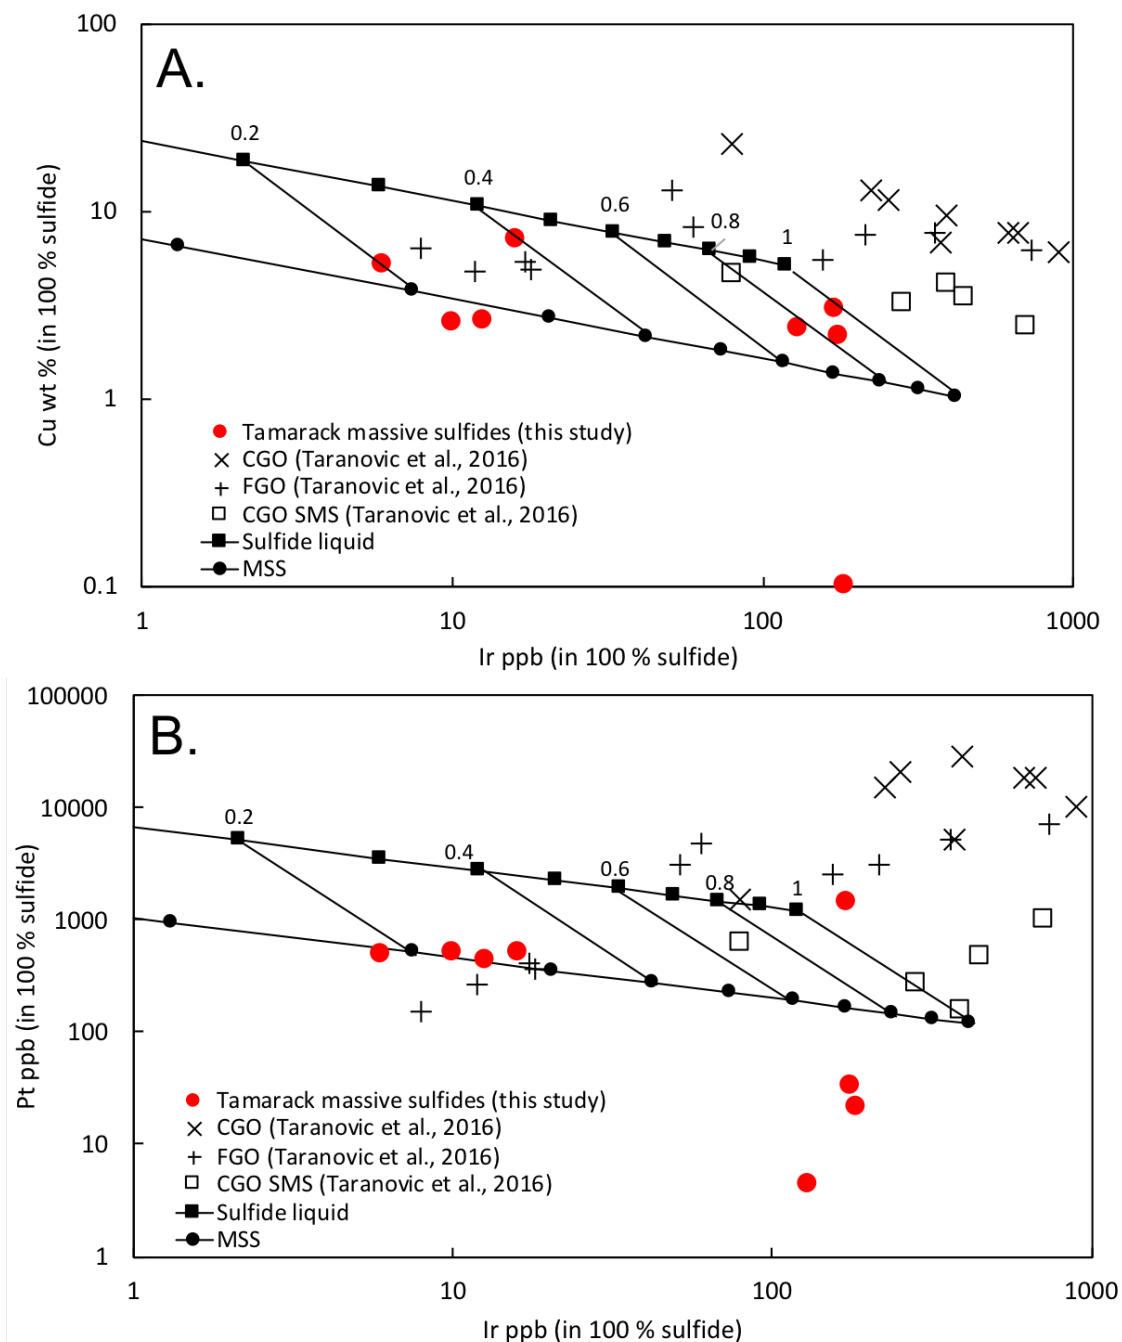 100
A.
0.2
0.4
0.6
0.8
1
10
Cu wt % (in 100 % sulfide)
1
Tamarack massive sulfides (this study)
CGO (Taranovic et al., 2016)
FGO (Taranovic et al., 2016)
CGO SMS (Taranovic et al., 2016)
Sulfide liquid
MSS
0.1
1 10 100 1000
Ir ppb (in 100 % sulfide)
100000
B.
10000
0.2
0.4
0.6
0.8
1
1000
Pt ppb (in 100 % sulfide)
100
Tamarack massive sulfides (this study)
CGO (Taranovic et al., 2016)
10
FGO (Taranovic et al., 2016)
CGO SMS (Taranovic et al., 2016)
Sulfide liquid
MSS
1
1 10 100 1000
Ir ppb (in 100 % sulfide)